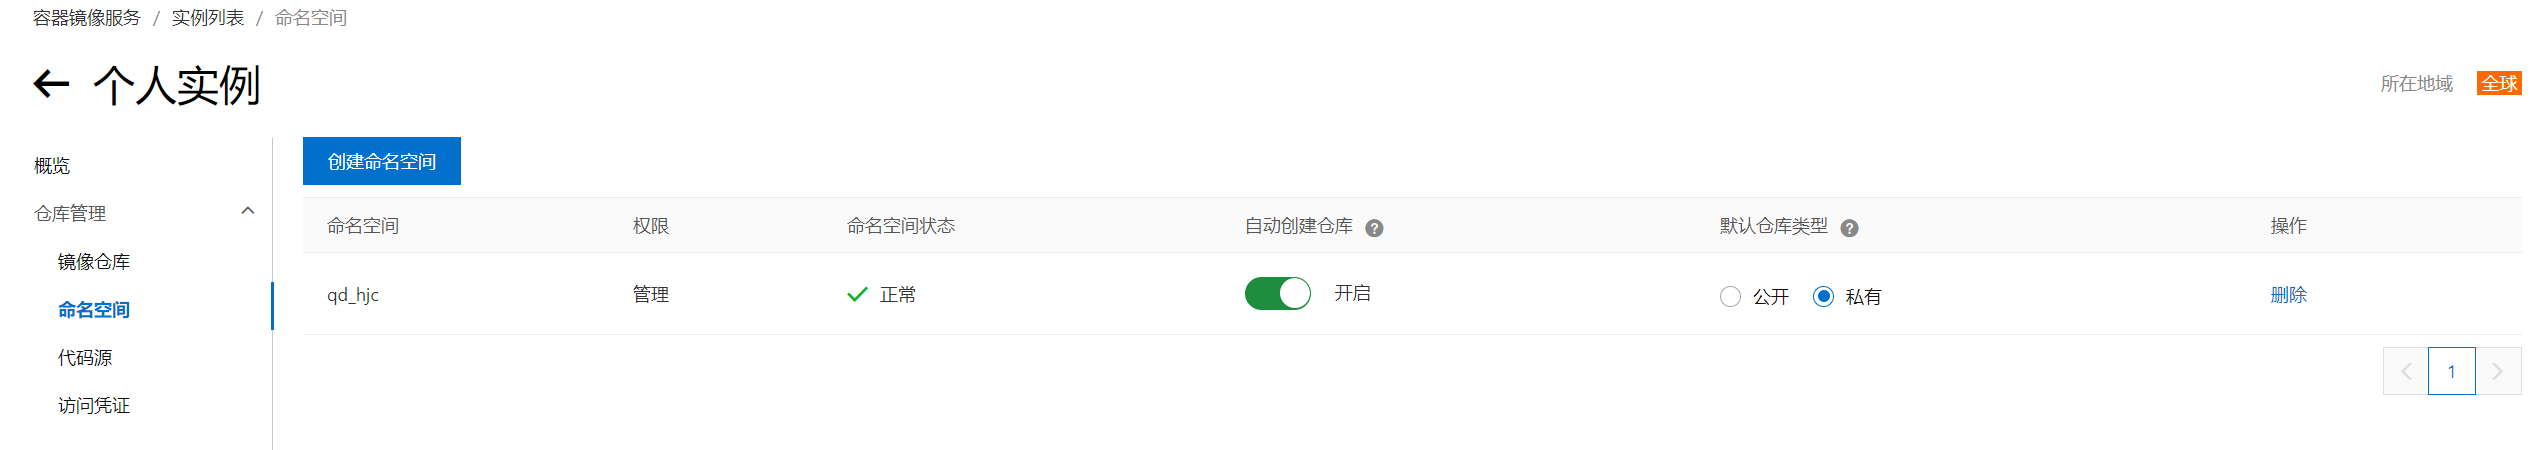 容器镜像服务 / 实例列表 / 命名空间
个人实例
所在地域 全球
概览
仓库管理
镜像仓库
命名空间
代码源
访问凭证
创建命名空间
命名空间 权限 命名空间状态 自动创建仓库 ? 默认仓库类型 ? 操作
qd_hjc 管理 正常 开启 公开 私有 删除
1